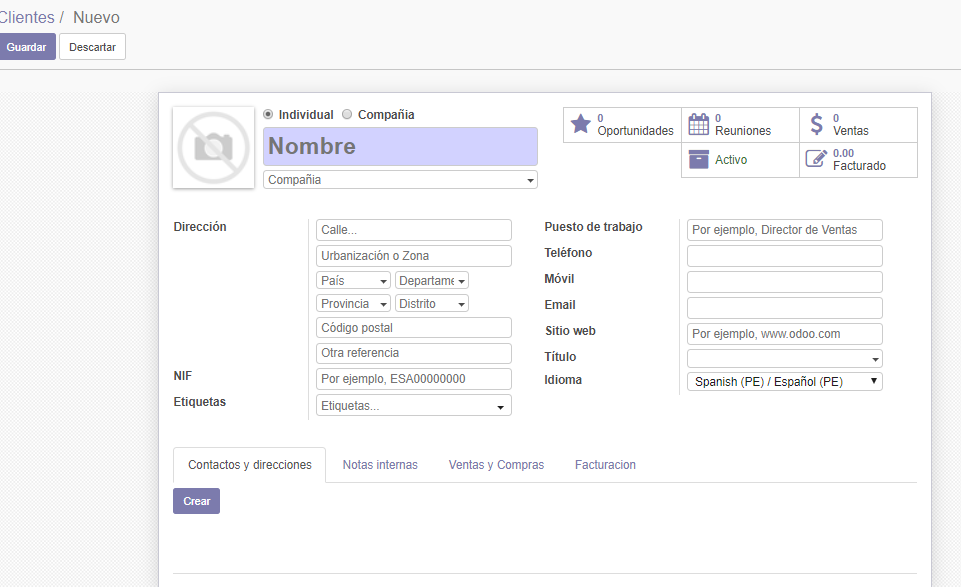 Clientes / Nuevo
Guardar Descartar
Individual Compañia
Nombre
Compañia
0 Oportunidades
0 Reuniones
0 Ventas
Activo
0.00 Facturado
Dirección
Calle...
Urbanización o Zona
País Departame
Provincia Distrito
Código postal
Otra referencia
NIF Por ejemplo, ESA00000000
Etiquetas Etiquetas...
Puesto de trabajo Por ejemplo, Director de Ventas
Teléfono
Móvil
Email
Sitio web Por ejemplo, www.odoo.com
Título
Idioma Spanish (PE) / Español (PE)
Contactos y direcciones Notas internas Ventas y Compras Facturacion
Crear